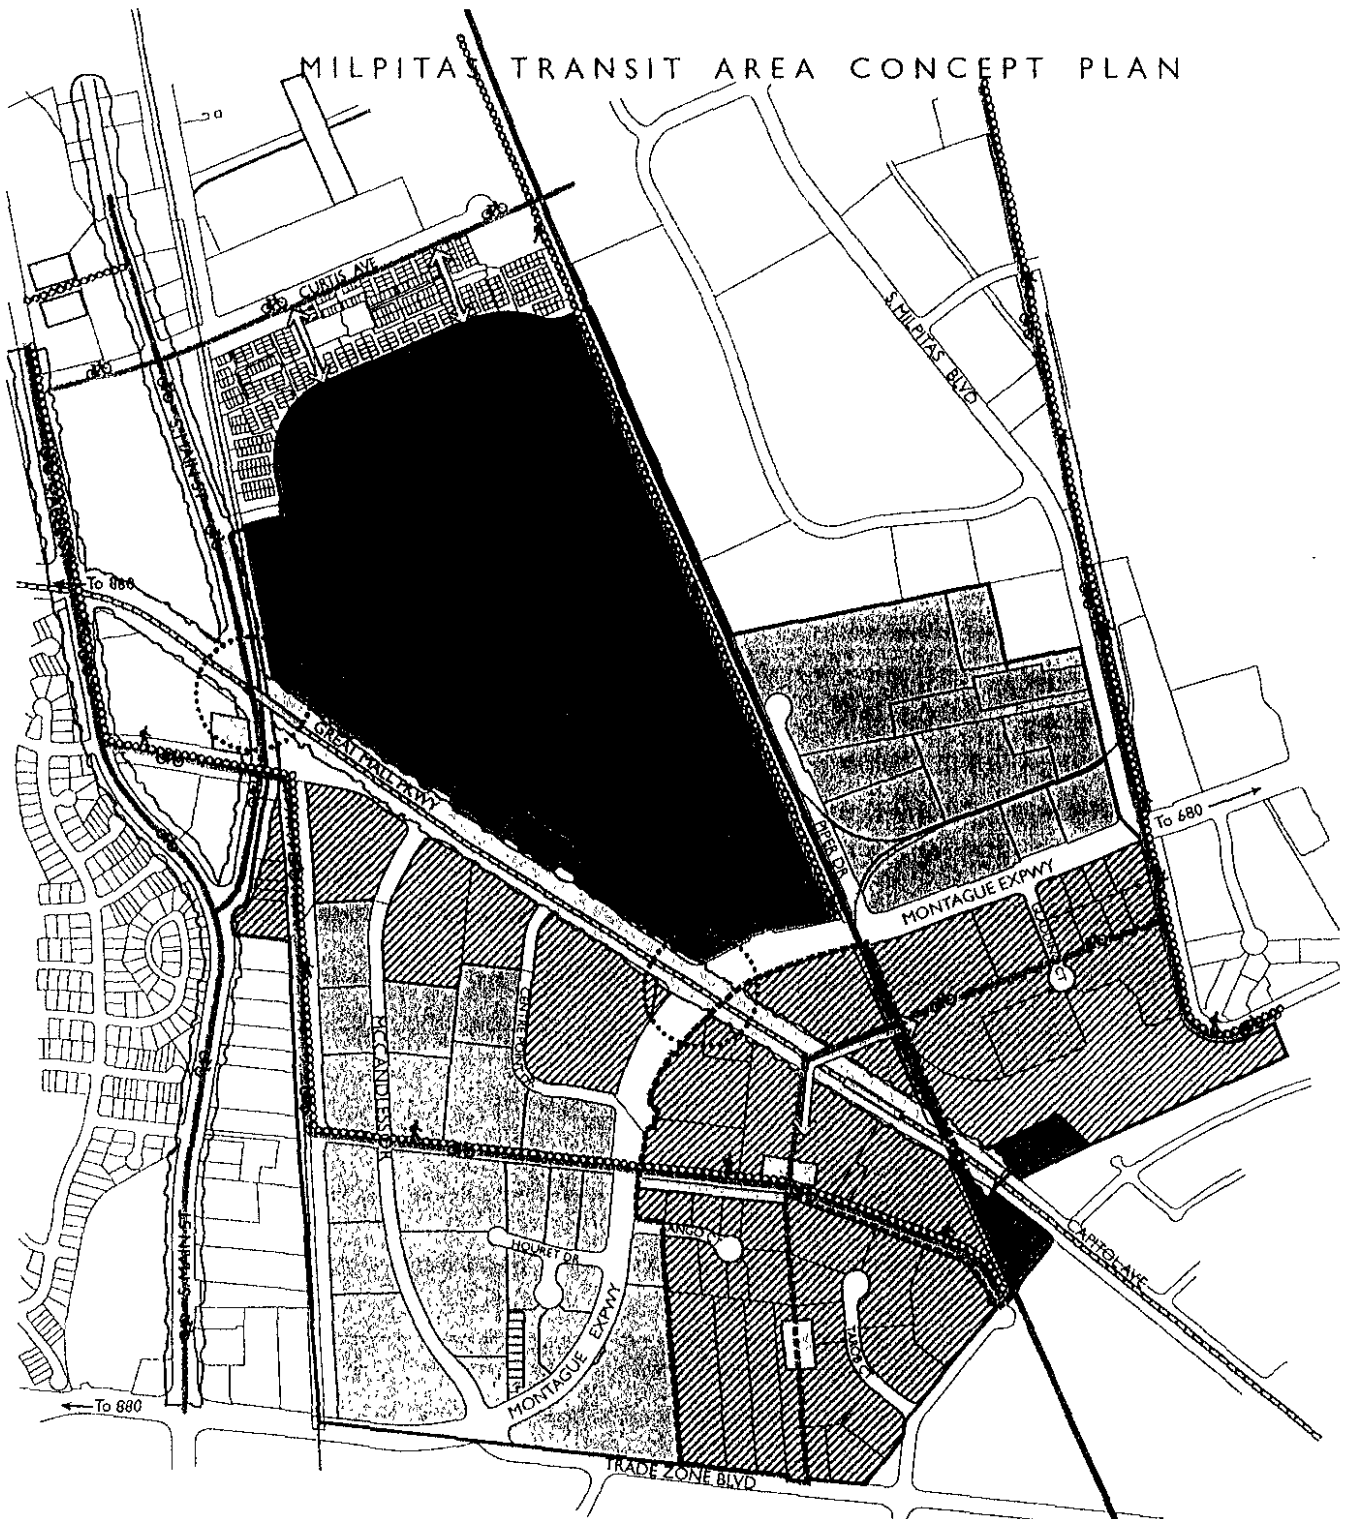 MILPITAS TRANSIT AREA CONCEPT PLAN
CURTIS AVE
S. MILPITAS BLVD
S. MAIN ST
To 880
GREAT MALL PKWY
PIPER DR
To 680
MONTAGUE EXPWY
MCCANDLESS DR
HOURET DR
MONTAGUE EXPWY
CAPITOL AVE
S. MAIN ST
To 880
TRADE ZONE BLVD